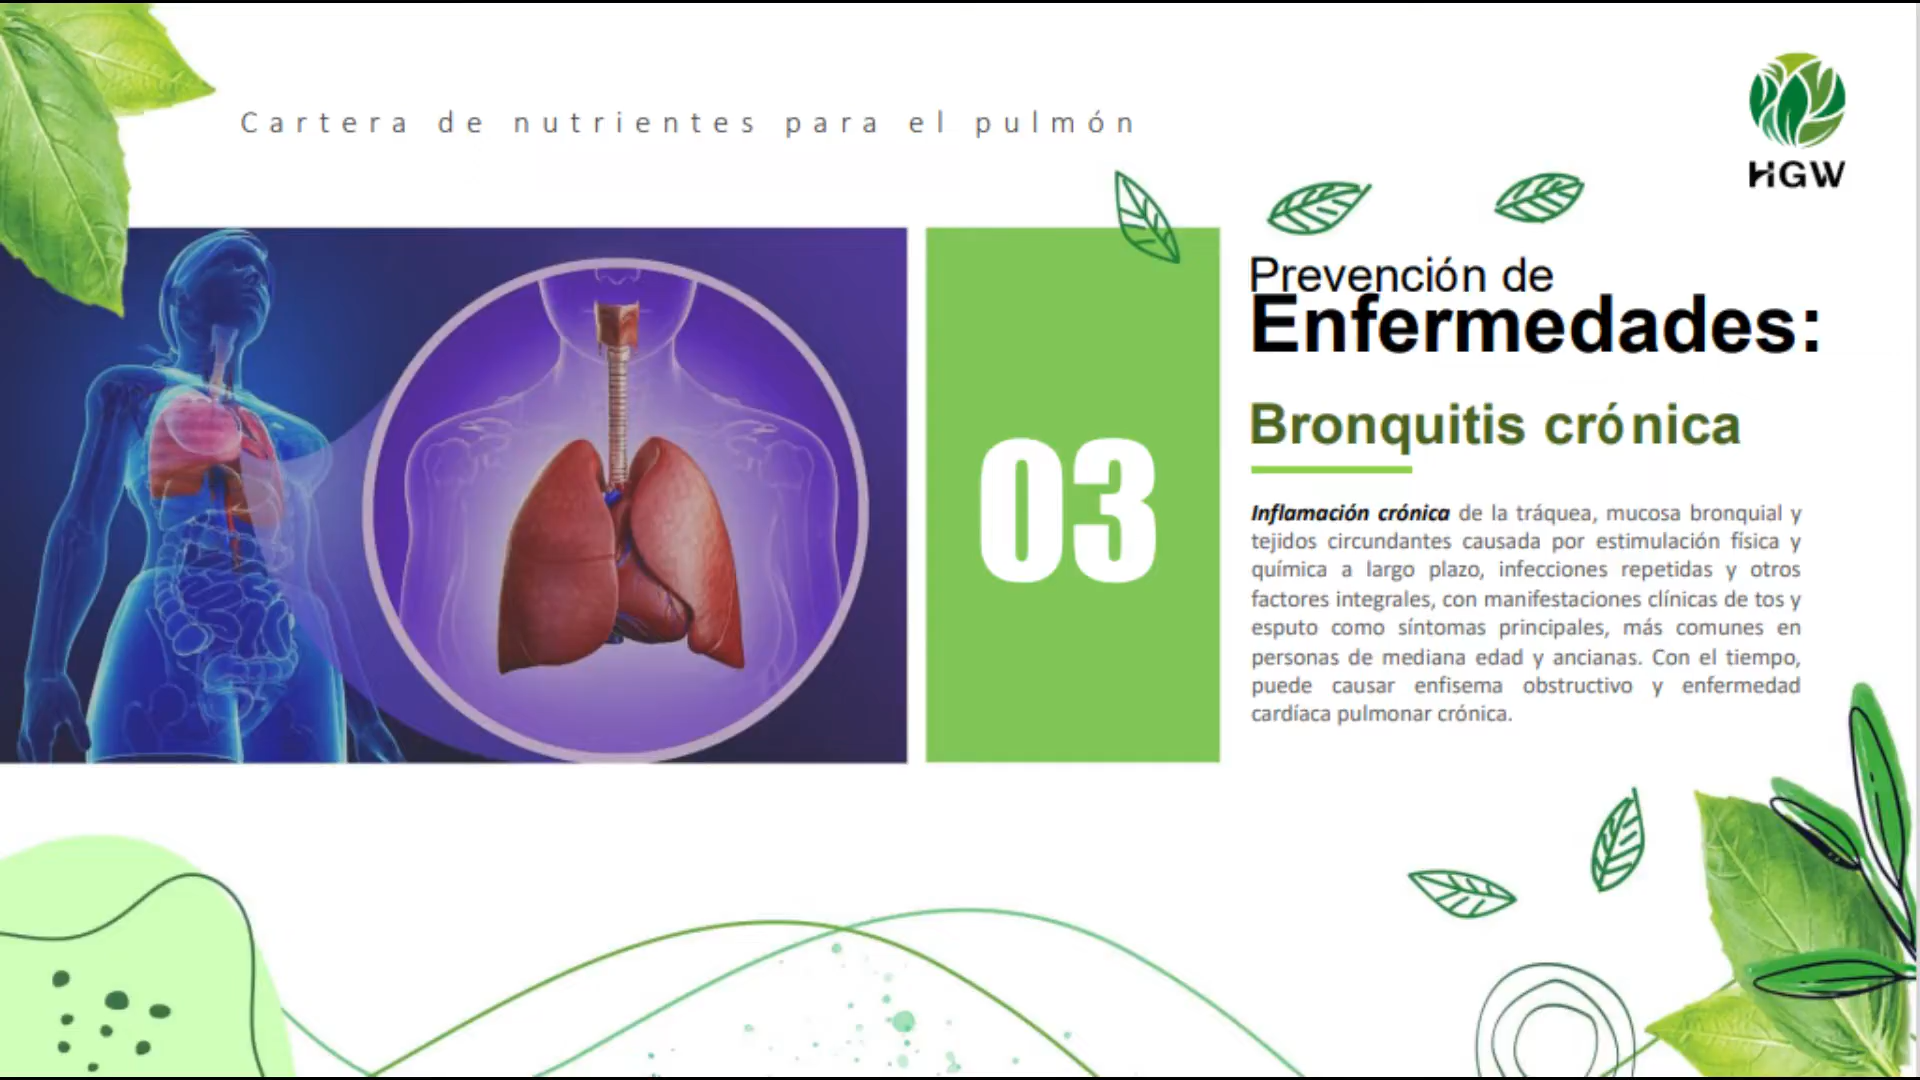 Cartera de nutrientes para el pulmón
HGW
Prevención de
Enfermedades:
03
Bronquitis crónica
Inflamación crónica de la tráquea, mucosa bronquial y
tejidos circundantes causada por estimulación física y
química a largo plazo, infecciones repetidas y otros
factores integrales, con manifestaciones clínicas de tos y
esputo como síntomas principales, más comunes en
personas de mediana edad y ancianas. Con el tiempo,
puede causar enfisema obstructivo y enfermedad
cardíaca pulmonar crónica.